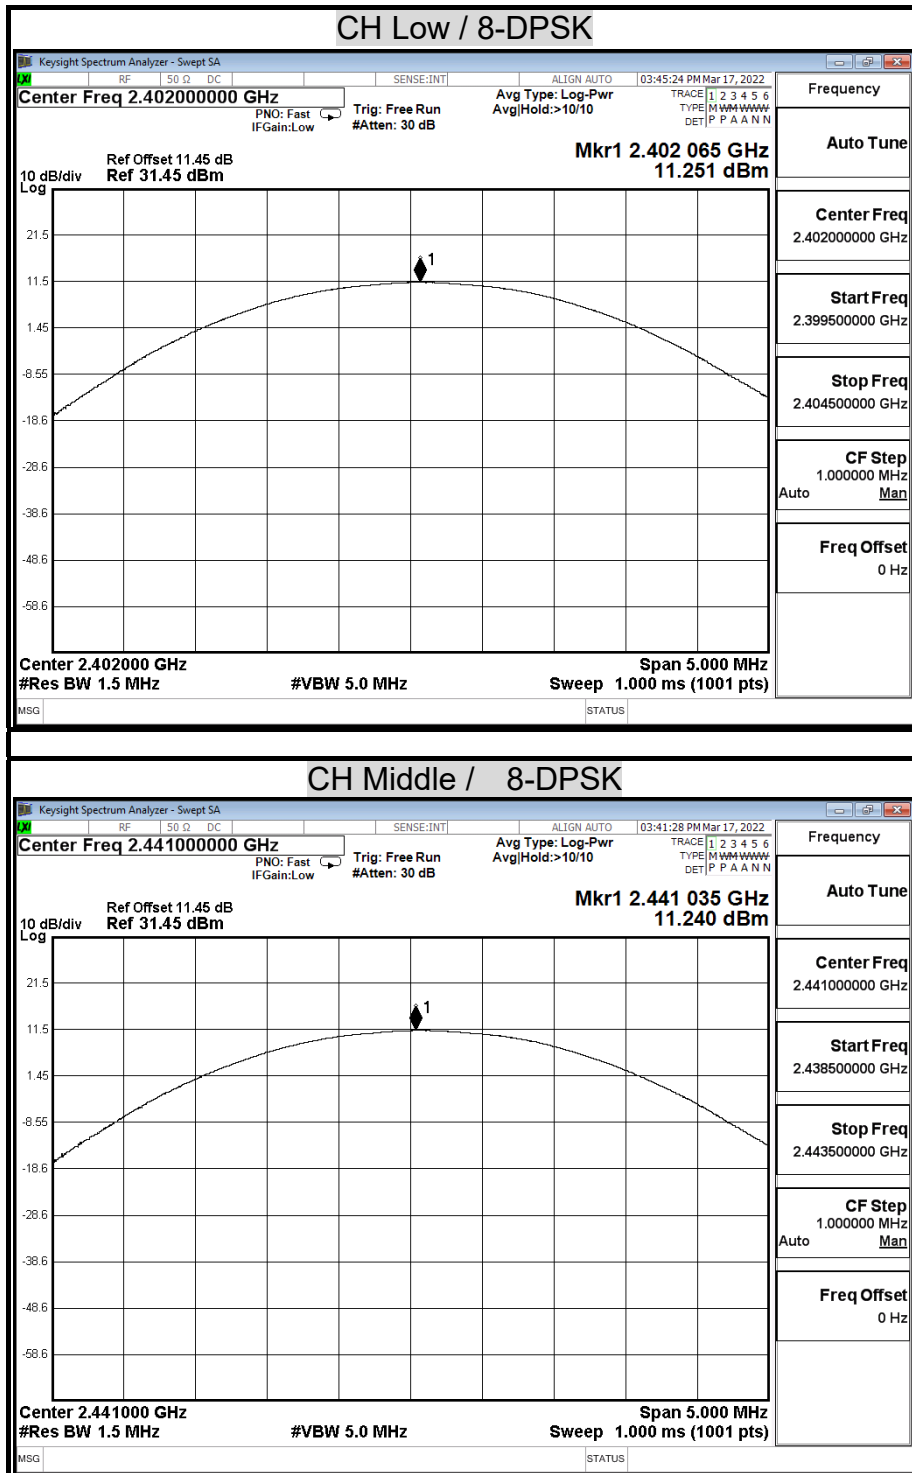 CH Low / 8-DPSK
Keysight Spectrum Analyzer - Swept SA
LXI RF 50 Ω DC SENSE:INT ALIGN AUTO 03:45:24 PM Mar 17, 2022
Center Freq 2.402000000 GHz
Avg Type: Log-Pwr
TRACE 1 2 3 4 5 6
PNO: Fast
Trig: Free Run
Avg|Hold:>10/10
TYPE M WM WWWW
IFGain:Low
#Atten: 30 dB
DET P P A A N N
Mkr1 2.402 065 GHz
11.251 dBm
Ref Offset 11.45 dB
10 dB/div Ref 31.45 dBm
Log
1
21.5
11.5
1.45
-8.55
-18.6
-28.6
-38.6
-48.6
-58.6
Center 2.402000 GHz Span 5.000 MHz
#Res BW 1.5 MHz #VBW 5.0 MHz Sweep 1.000 ms (1001 pts)
MSG STATUS
Frequency
Auto Tune
Center Freq
2.402000000 GHz
Start Freq
2.399500000 GHz
Stop Freq
2.404500000 GHz
CF Step
1.000000 MHz
Auto Man
Freq Offset
0 Hz
CH Middle / 8-DPSK
Keysight Spectrum Analyzer - Swept SA
LXI RF 50 Ω DC SENSE:INT ALIGN AUTO 03:41:28 PM Mar 17, 2022
Center Freq 2.441000000 GHz
Avg Type: Log-Pwr
TRACE 1 2 3 4 5 6
PNO: Fast
Trig: Free Run
Avg|Hold:>10/10
TYPE M WM WWWW
IFGain:Low
#Atten: 30 dB
DET P P A A N N
Mkr1 2.441 035 GHz
11.240 dBm
Ref Offset 11.45 dB
10 dB/div Ref 31.45 dBm
Log
1
21.5
11.5
1.45
-8.55
-18.6
-28.6
-38.6
-48.6
-58.6
Center 2.441000 GHz Span 5.000 MHz
#Res BW 1.5 MHz #VBW 5.0 MHz Sweep 1.000 ms (1001 pts)
MSG STATUS
Frequency
Auto Tune
Center Freq
2.441000000 GHz
Start Freq
2.438500000 GHz
Stop Freq
2.443500000 GHz
CF Step
1.000000 MHz
Auto Man
Freq Offset
0 Hz